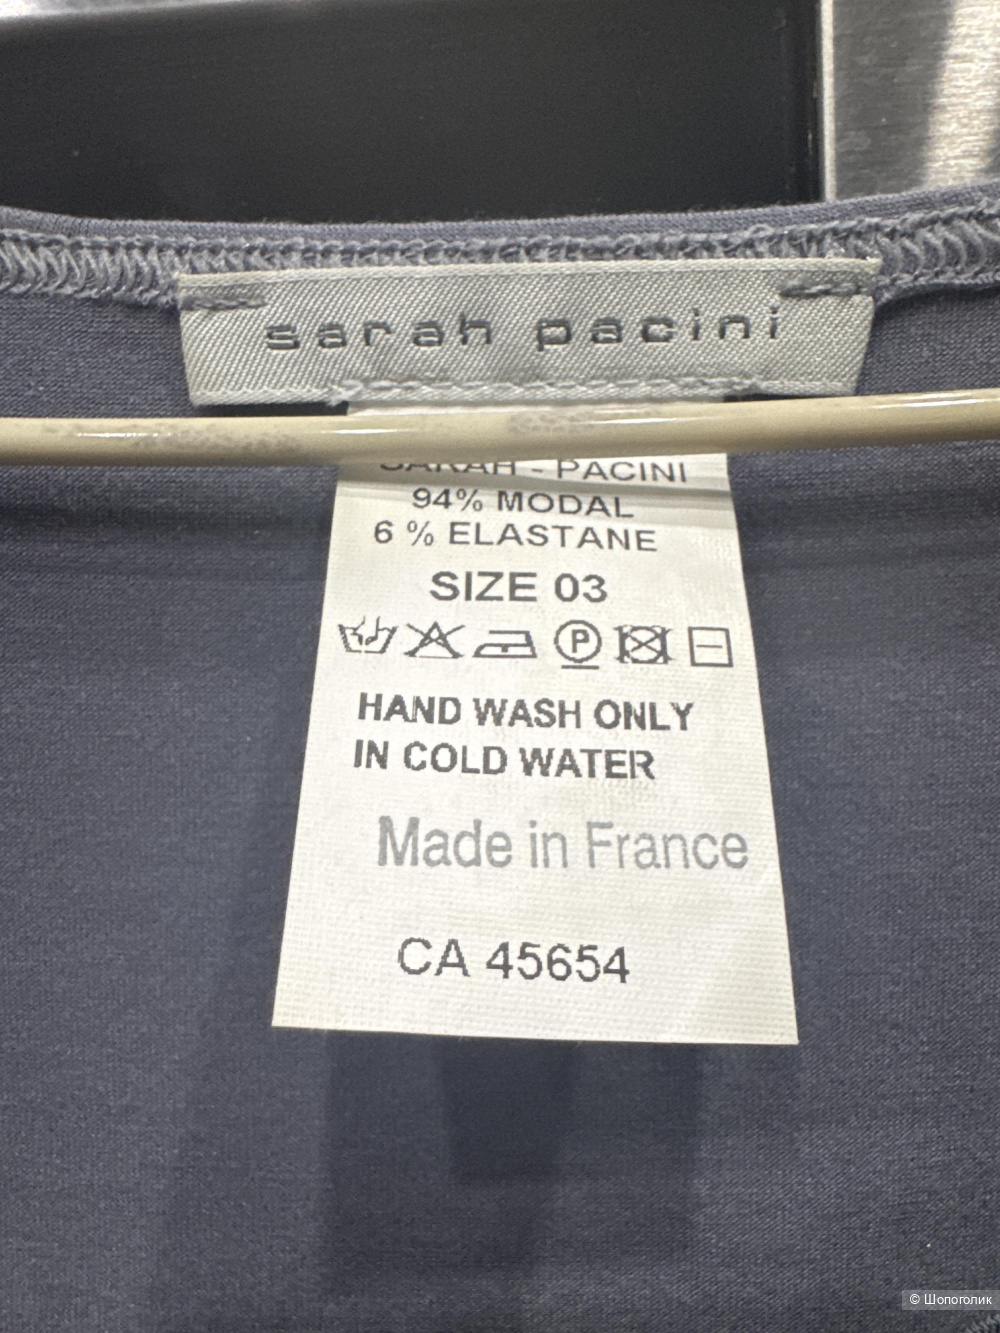 sarah pacini
SARAH - PACINI
94% MODAL
6 % ELASTANE
SIZE 03
P
HAND WASH ONLY
IN COLD WATER
Made in France
CA 45654
© Шопоголик